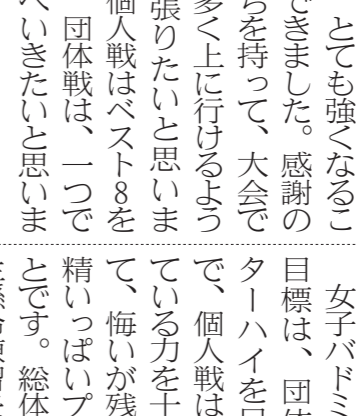 とても強くなるこ
できました。感謝の
ちを持って、大会で
多く上に行けるよう
張りたいと思いま
個人戦はベスト8を
団体戦は、一つで
へいきたいと思いま
女子バドミ
目標は、団体
ターハイを目
で、個人戦は
ている力を十
て、悔いが残
精いっぱいプ
とです。総体